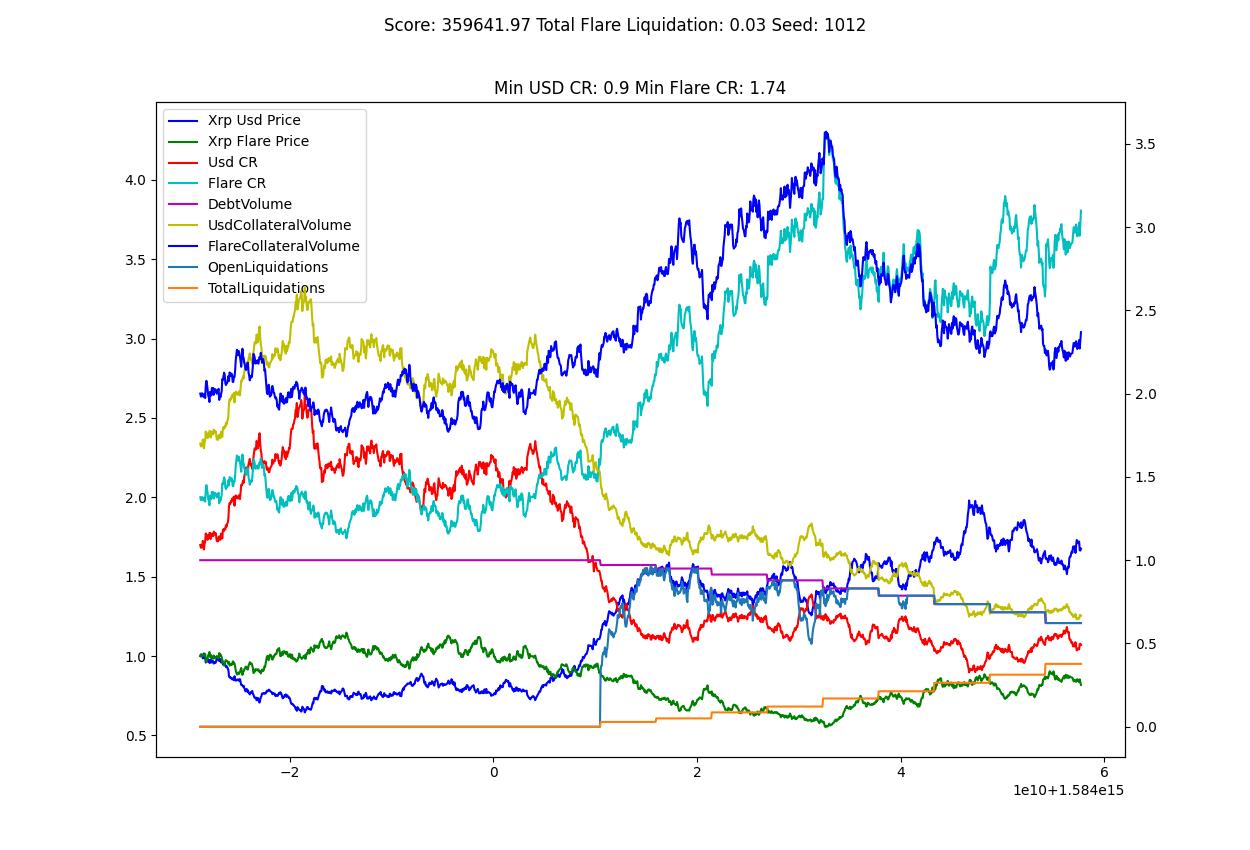 Score: 359641.97 Total Flare Liquidation: 0.03 Seed: 1012
Min USD CR: 0.9 Min Flare CR: 1.74
Xrp Usd Price
Xrp Flare Price
Usd CR
Flare CR
DebtVolume
UsdCollateralVolume
FlareCollateralVolume
OpenLiquidations
TotalLiquidations
4.0
3.5
3.0
2.5
2.0
1.5
1.0
0.5
3.5
3.0
2.5
2.0
1.5
1.0
0.5
0.0
−2 0 2 4 6
1e10+1.584e15